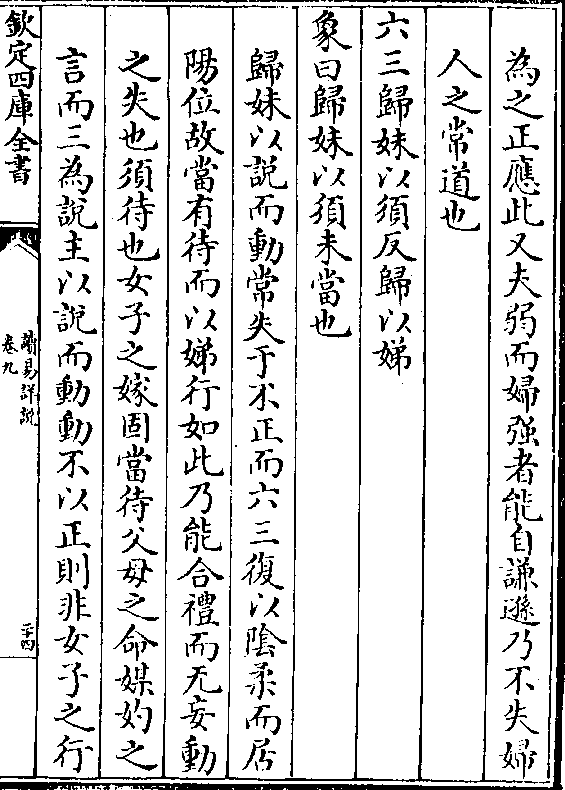 為之正應此又夫弱而婦強者能自謙遜乃不失婦
人之常道也
六三歸妹以須反歸以娣
象曰歸妹以須未當也
歸妹以說而動常失于不正而六三復以陰柔而居
陽位故當有待而以娣行如此乃能合禮而无妄動
之失也須待也女子之嫁固當待父母之命媒妁之
言而三為說主以說而動動不以正則非女子之行
欽定四庫全書
讀易詳說
卷九
二十四